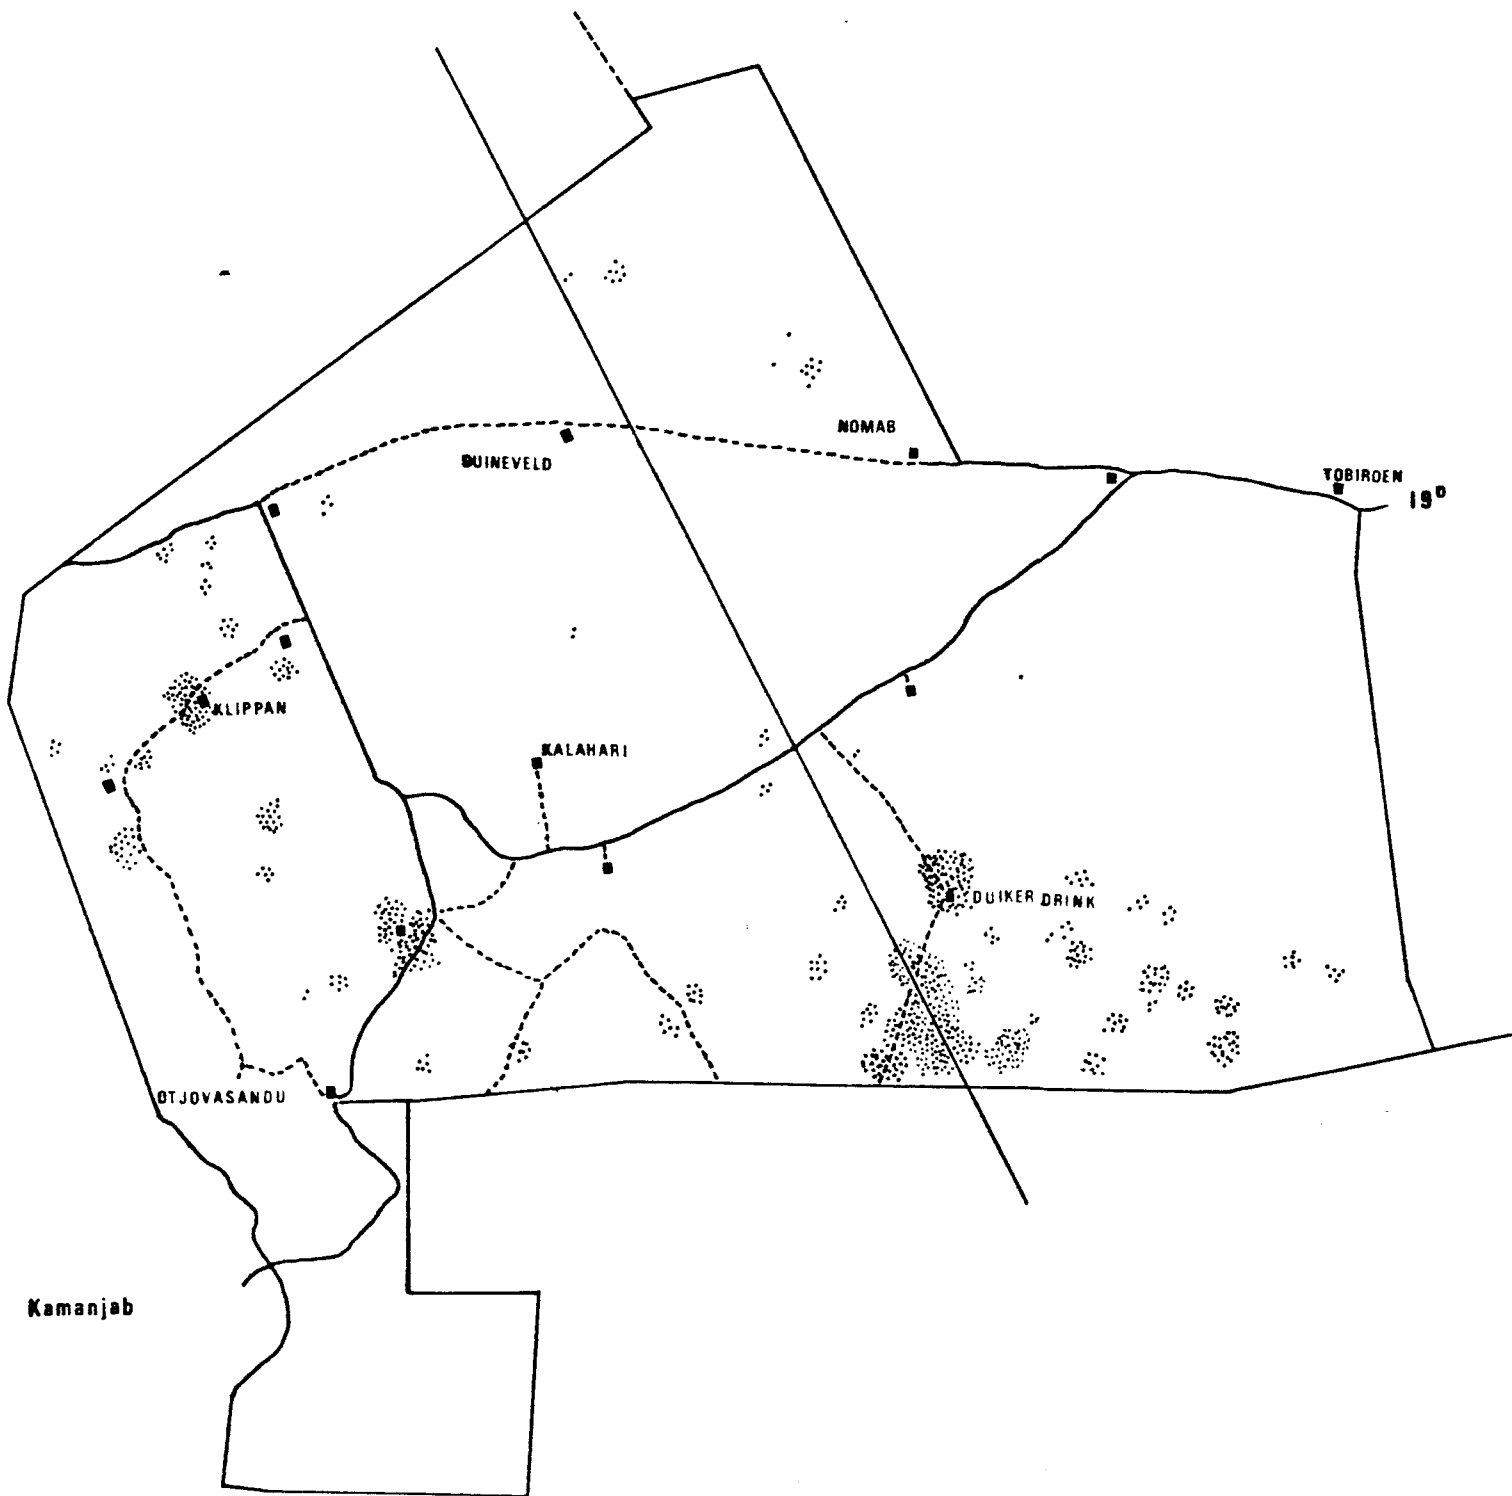 NOMAB
DUINEVELD
TOBIROEN
19°
KLIPPAN
KALAHARI
DUIKER DRINK
OTJOVASANDU
Kamanjab